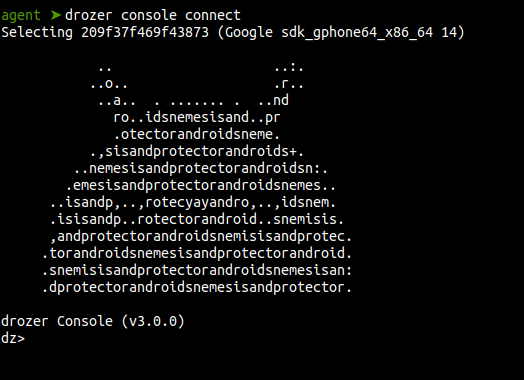 agent ➤ drozer console connect
Selecting 209f37f469f43873 (Google sdk_gphone64_x86_64 14)
.. ..:.
..o.. .r..
..a.. . ....... . ..nd
ro..idsnemesisand..pr
.otectorandroidsneme.
.,sisandprotectorandroids+.
..nemesisandprotectorandroidsn:.
.emesisandprotectorandroidsnemes..
..isandp,..,rotecyayandro,..,idsnem.
.isisandp..rotectorandroid..snemisis.
,andprotectorandroidsnemisisandprotec.
.torandroidsnemesisandprotectorandroid.
.snemisisandprotectorandroidsnemesisan:
.dprotectorandroidsnemesisandprotector.
drozer Console (v3.0.0)
dz>